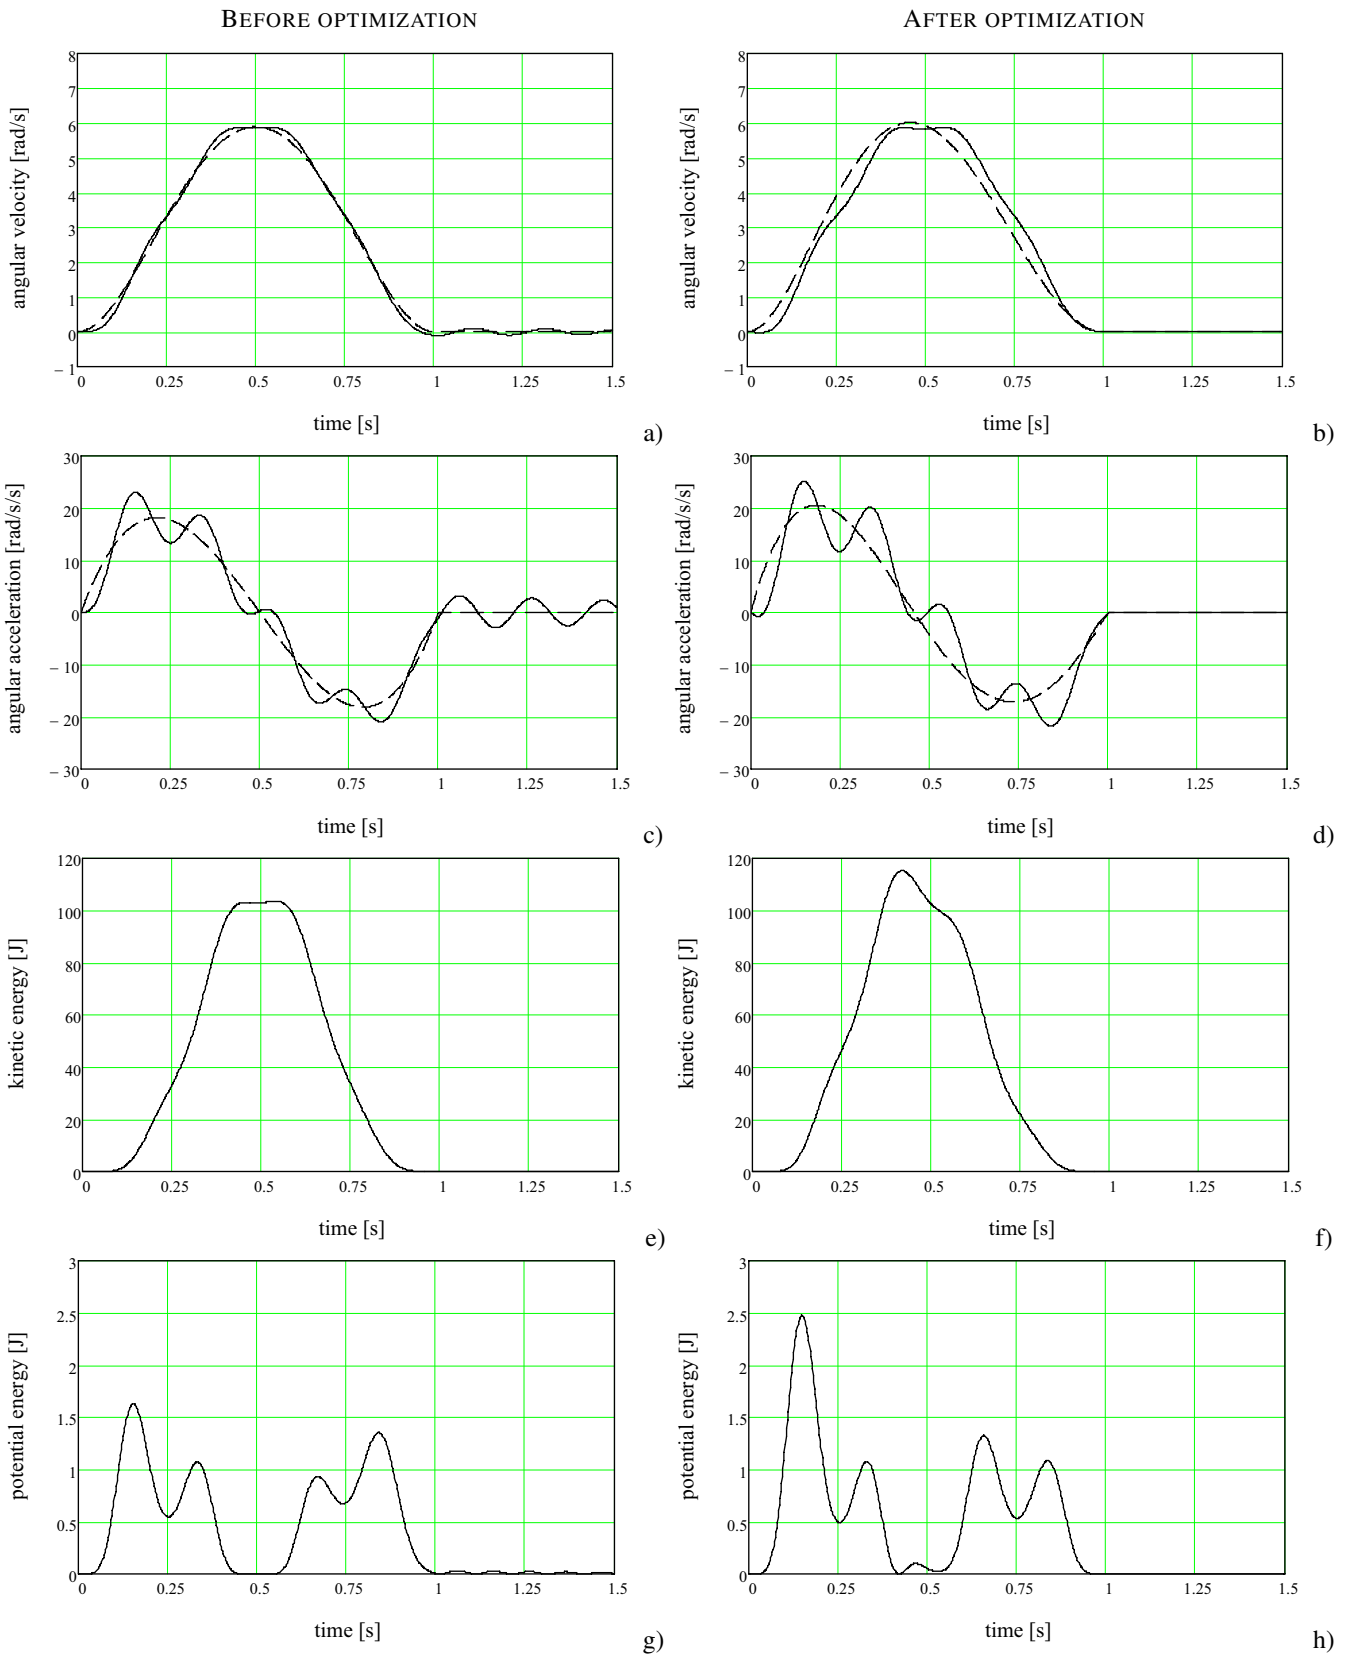 BEFORE OPTIMIZATION
AFTER OPTIMIZATION
angular velocity [rad/s]
8
7
6
5
4
3
2
1
0
– 1
0 0.25 0.5 0.75 1 1.25 1.5
time [s]
a)
angular velocity [rad/s]
8
7
6
5
4
3
2
1
0
– 1
0 0.25 0.5 0.75 1 1.25 1.5
time [s]
b)
angular acceleration [rad/s/s]
30
20
10
0
– 10
– 20
– 30
0 0.25 0.5 0.75 1 1.25 1.5
time [s]
c)
angular acceleration [rad/s/s]
30
20
10
0
– 10
– 20
– 30
0 0.25 0.5 0.75 1 1.25 1.5
time [s]
d)
kinetic energy [J]
120
100
80
60
40
20
0
0 0.25 0.5 0.75 1 1.25 1.5
time [s]
e)
kinetic energy [J]
120
100
80
60
40
20
0
0 0.25 0.5 0.75 1 1.25 1.5
time [s]
f)
potential energy [J]
3
2.5
2
1.5
1
0.5
0
0 0.25 0.5 0.75 1 1.25 1.5
time [s]
g)
potential energy [J]
3
2.5
2
1.5
1
0.5
0
0 0.25 0.5 0.75 1 1.25 1.5
time [s]
h)